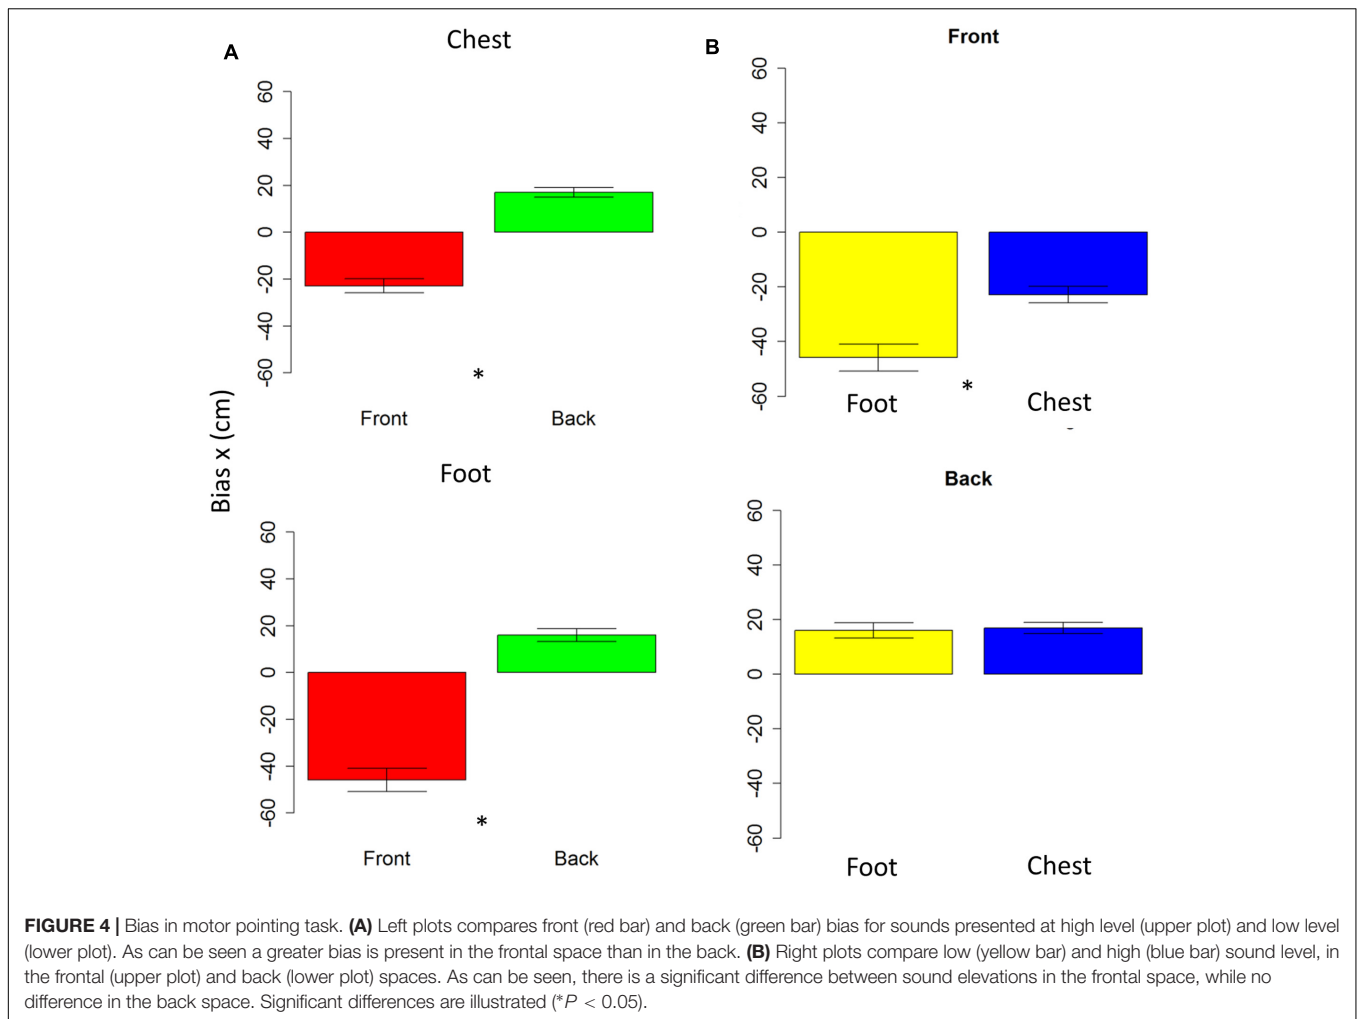 A
Chest
60
40
20
0
-20
-40
-60
*
Front
Back
B
Front
60
40
20
0
-20
-40
-60
*
Foot
Chest
Bias x (cm)
Foot
60
40
20
0
-20
-40
-60
*
Front
Back
Back
60
40
20
0
-20
-40
-60
Foot
Chest
FIGURE 4 | Bias in motor pointing task. (A) Left plots compares front (red bar) and back (green bar) bias for sounds presented at high level (upper plot) and low level
(lower plot). As can be seen a greater bias is present in the frontal space than in the back. (B) Right plots compare low (yellow bar) and high (blue bar) sound level, in
the frontal (upper plot) and back (lower plot) spaces. As can be seen, there is a significant difference between sound elevations in the frontal space, while no
difference in the back space. Significant differences are illustrated (*P < 0.05).